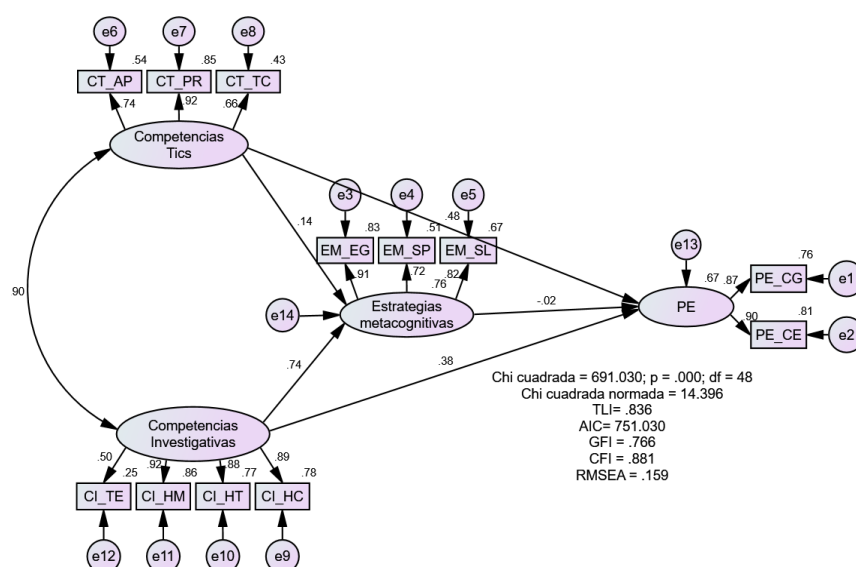 e6
e7
e8
.54
.85
.43
CT_AP
CT_PR
CT_TC
.74
.92
.66
Competencias
Tics
e3
e4
e5
.14
.48
.83
.51
.67
EM_EG
EM_SP
EM_SL
.91
.72
.82
.76
e13
.76
.67
.87
PE_CG
e1
.90
e14
Estrategias
metacognitivas
-.02
PE
.90
.81
PE_CE
e2
.74
.38
Chi cuadrada = 691.030; p = .000; df = 48
Chi cuadrada normada = 14.396
TLI= .836
AIC= 751.030
GFI = .766
CFI = .881
RMSEA = .159
Competencias
Investigativas
.50
.92
.88
.89
.25
.86
.77
.78
CI_TE
CI_HM
CI_HT
CI_HC
e12
e11
e10
e9